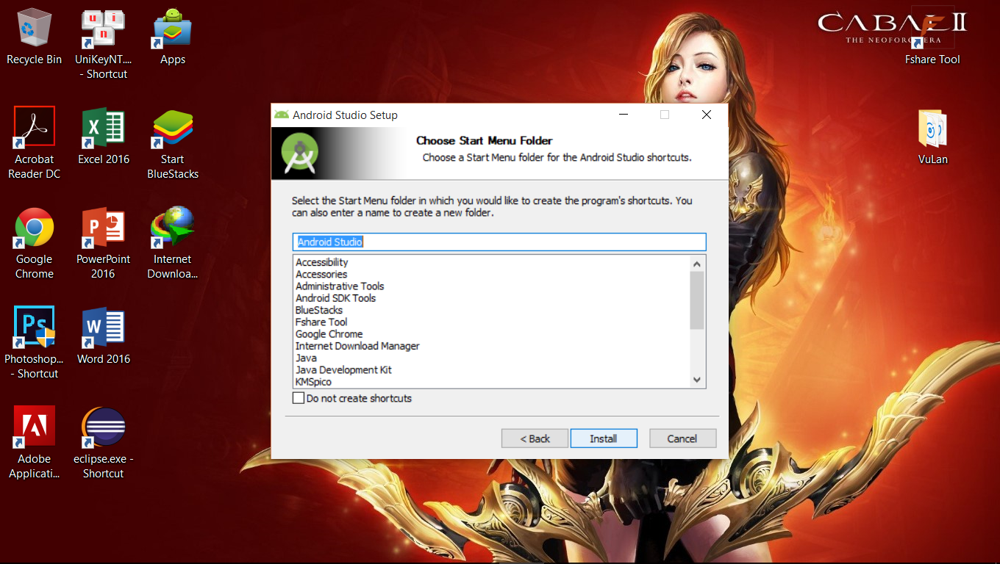 Recycle Bin
UniKeyNT....
- Shortcut
Apps
Acrobat
Reader DC
Excel 2016
Start
BlueStacks
Google
Chrome
PowerPoint
2016
Internet
Downloa...
Photoshop...
- Shortcut
Word 2016
Adobe
Applicati...
eclipse.exe -
Shortcut
Android Studio Setup
Choose Start Menu Folder
Choose a Start Menu folder for the Android Studio shortcuts.
Select the Start Menu folder in which you would like to create the program's shortcuts. You
can also enter a name to create a new folder.
Android Studio
Accessibility
Accessories
Administrative Tools
Android SDK Tools
BlueStacks
Fshare Tool
Google Chrome
Internet Download Manager
Java
Java Development Kit
KMSpico
Do not create shortcuts
< Back
Install
Cancel
II
THE
Fshare Tool
VuLan